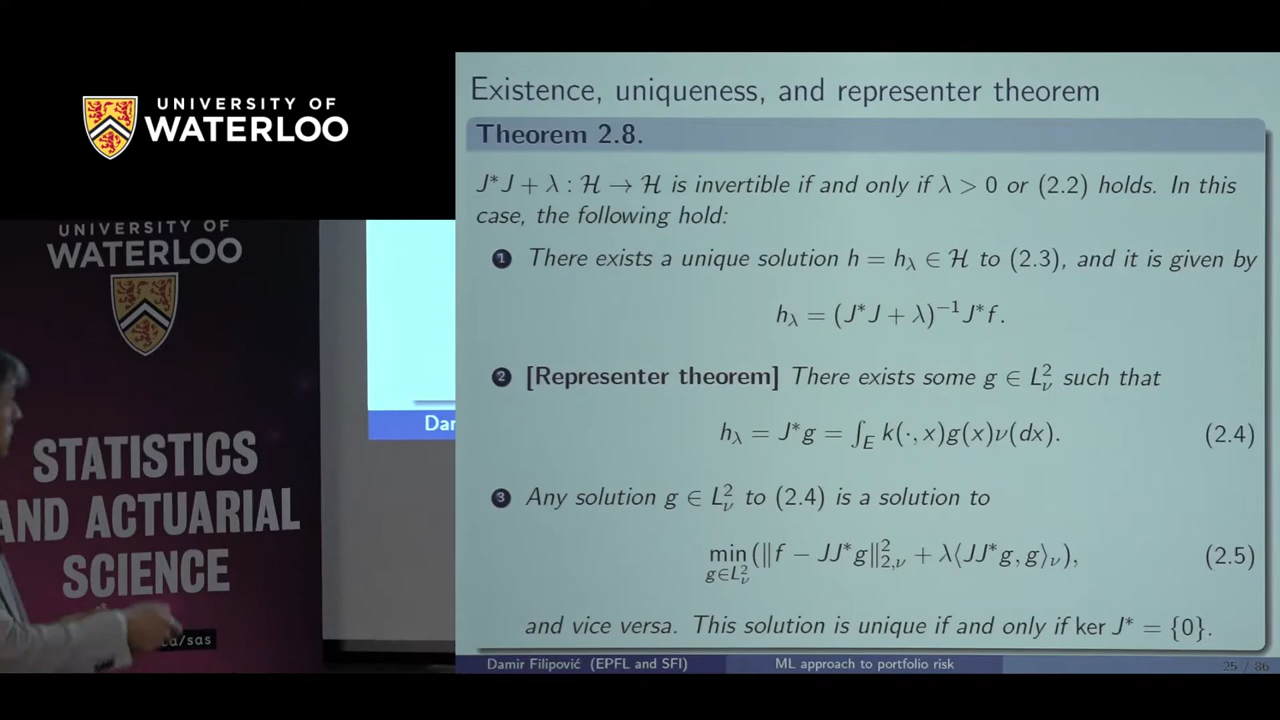 UNIVERSITY OF
WATERLOO
UNIVERSITY OF
WATERLOO
STATISTICS
AND ACTUARIAL
SCIENCE
ca/sas
Dam
Existence, uniqueness, and representer theorem
Theorem 2.8.
J*J + λ : ℋ → ℋ is invertible if and only if λ > 0 or (2.2) holds. In this
case, the following hold:
1 There exists a unique solution h = h_λ ∈ ℋ to (2.3), and it is given by
h_λ = (J*J + λ)⁻¹J*f.
2 [Representer theorem] There exists some g ∈ L²_ν such that
h_λ = J*g = ∫_E k(·, x)g(x)ν(dx). (2.4)
3 Any solution g ∈ L²_ν to (2.4) is a solution to
min_{g∈L²_ν} (‖f − JJ*g‖²_{2,ν} + λ⟨JJ*g, g⟩_ν), (2.5)
and vice versa. This solution is unique if and only if ker J* = {0}.
Damir Filipović (EPFL and SFI) ML approach to portfolio risk 25 / 86